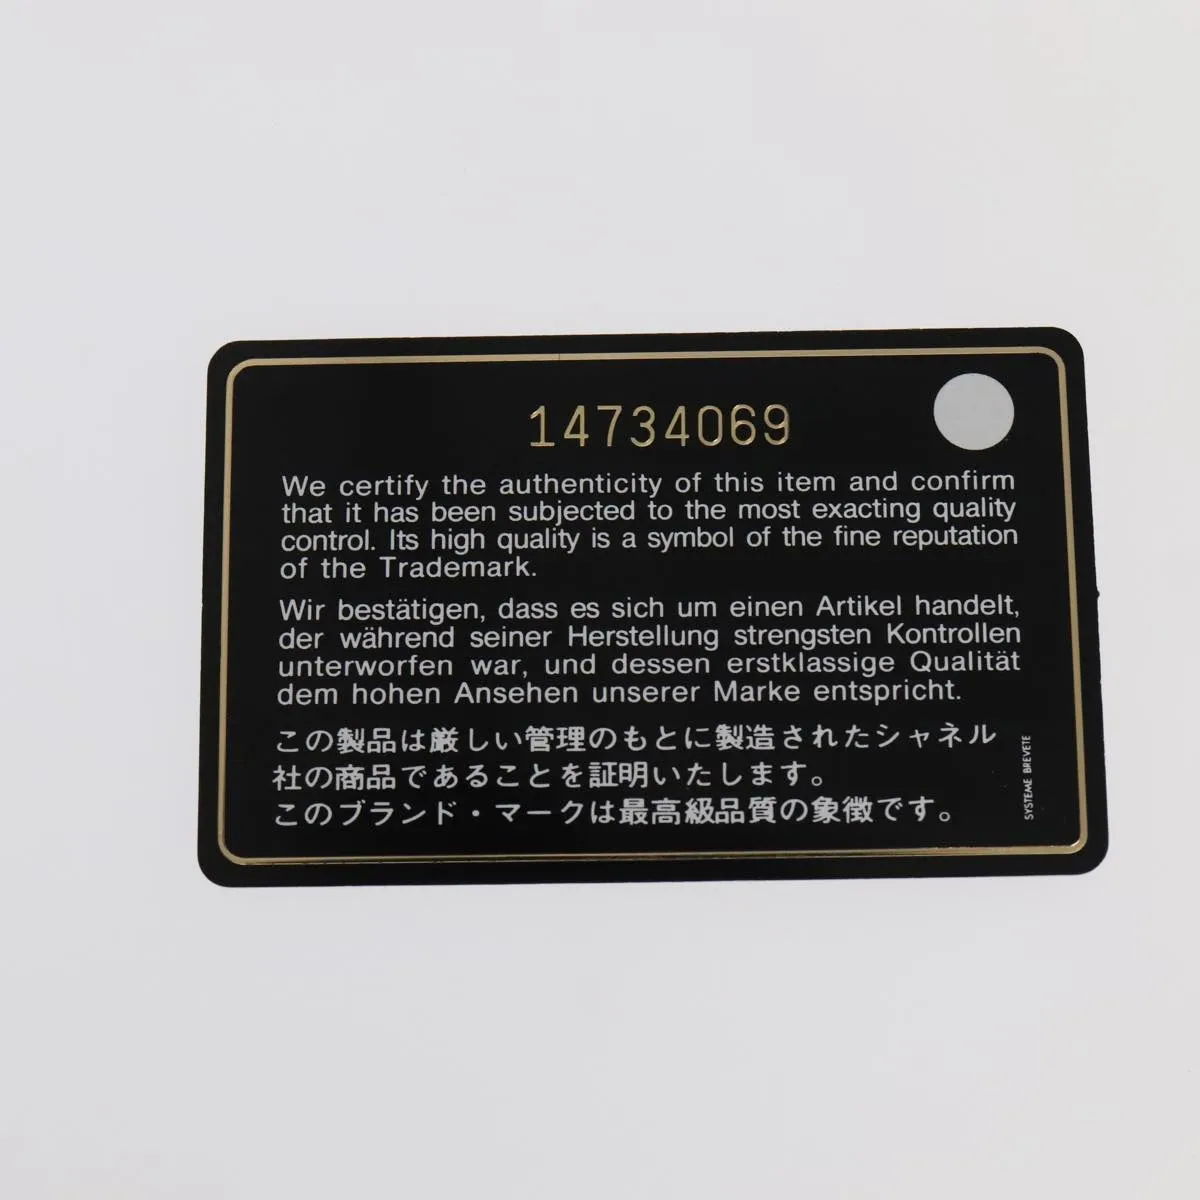 14734069
We certify the authenticity of this item and confirm
that it has been subjected to the most exacting quality
control. Its high quality is a symbol of the fine reputation
of the Trademark.
Wir bestätigen, dass es sich um einen Artikel handelt,
der während seiner Herstellung strengsten Kontrollen
unterworfen war, und dessen erstklassige Qualität
dem hohen Ansehen unserer Marke entspricht.
この製品は厳しい管理のもとに製造されたシャネル
社の商品であることを証明いたします。
このブランド・マークは最高級品質の象徴です。
SYSTEME BREVETE